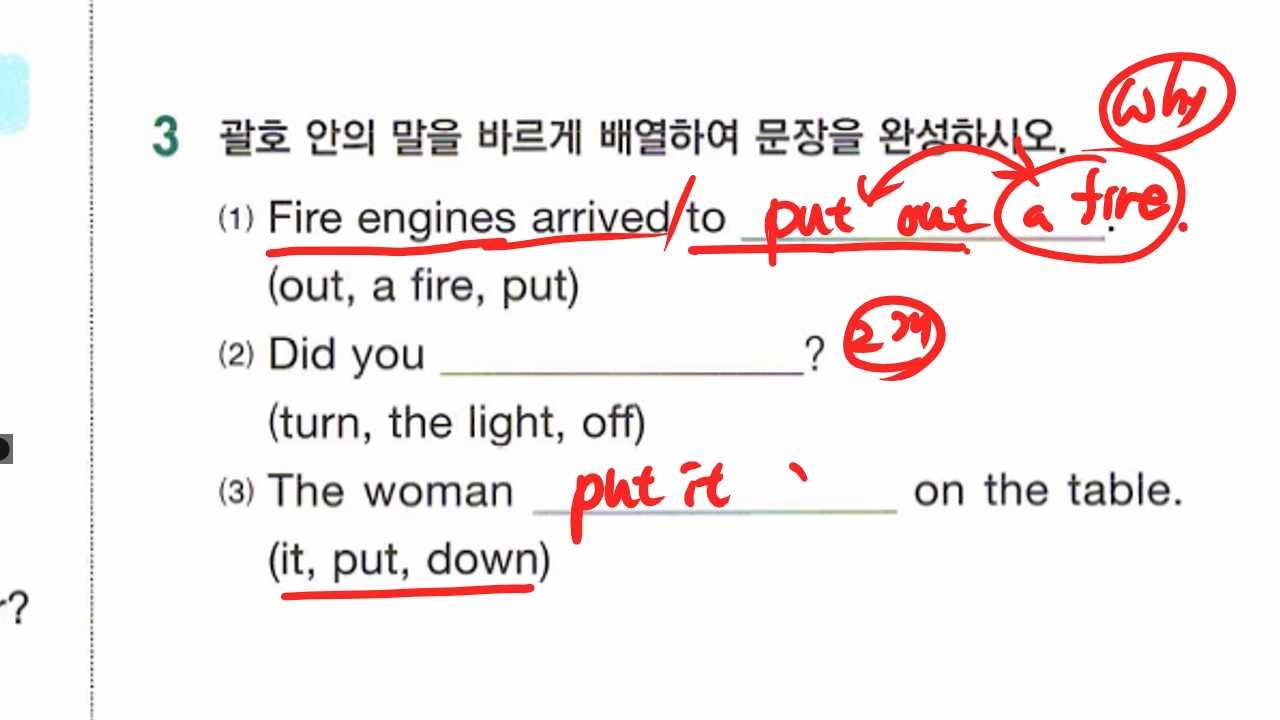 why
3 괄호 안의 말을 바르게 배열하여 문장을 완성하시오.
(1) Fire engines arrived / to put out a fire.
(out, a fire, put)
(2) Did you ______? 2개
(turn, the light, off)
(3) The woman put it on the table.
(it, put, down)
r?